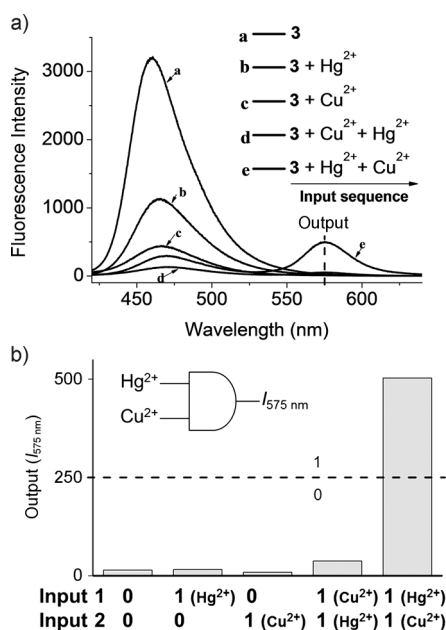 a)
Fluorescence Intensity
3000
2000
1000
0
a
b
c
d
e
a 3
b 3 + Hg²⁺
c 3 + Cu²⁺
d 3 + Cu²⁺ + Hg²⁺
e 3 + Hg²⁺ + Cu²⁺
Input sequence
Output
450 500 550 600
Wavelength (nm)
b)
Output (I₅₇₅ ₙₘ)
500
250
0
Hg²⁺
Cu²⁺
I₅₇₅ ₙₘ
1
0
Input 1 0 1 (Hg²⁺) 0 1 (Cu²⁺) 1 (Hg²⁺)
Input 2 0 0 1 (Cu²⁺) 1 (Hg²⁺) 1 (Cu²⁺)